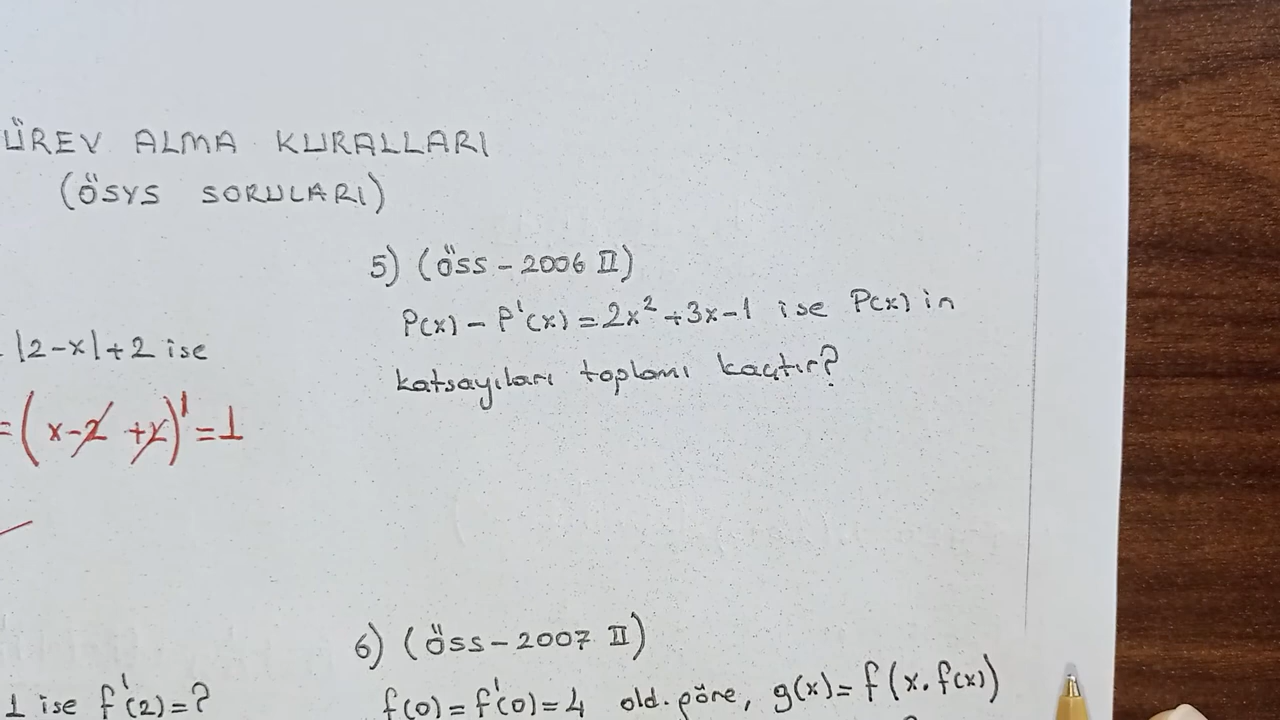 ÜREV ALMA KURALLARI
(ÖSYS SORULARI)
|2-x|+2 ise
=(x-2+2)'=1
1 ise f'(2)=?
5) (ÖSS-2006 II)
P(x)-P'(x)=2x²+3x-1 ise P(x) in
katsayıları toplamı kaçtır?
6) (ÖSS-2007 II)
f(0)=f'(0)=4 old. göre, g(x)=f(x.f(x))